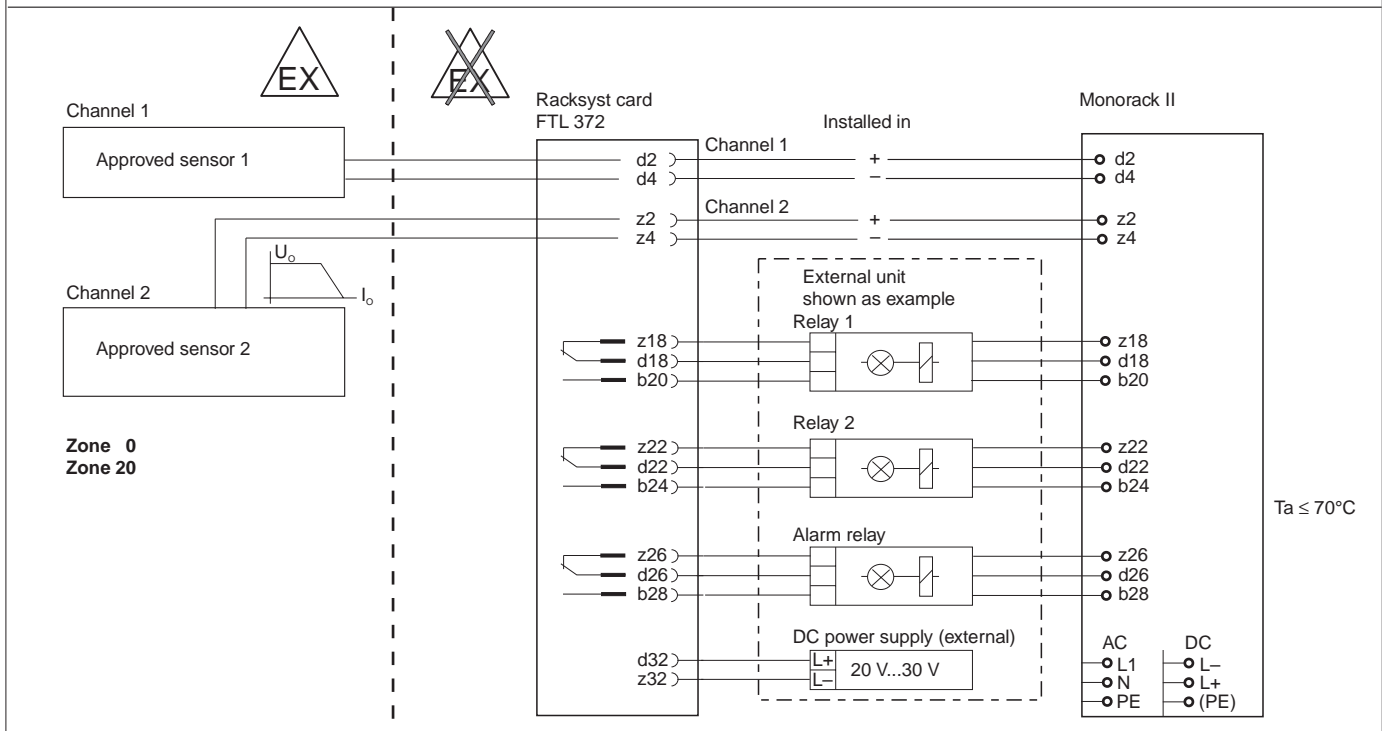 EX
EX
Racksyst card
FTL 372
Installed in
Monorack II
Channel 1
Approved sensor 1
Channel 1
d2
+
d2
d4
–
d4
Channel 2
z2
+
z2
z4
–
z4
Uo
Io
Channel 2
Approved sensor 2
Zone 0
Zone 20
External unit
shown as example
Relay 1
z18
z18
d18
d18
b20
b20
Relay 2
z22
z22
d22
d22
b24
b24
Ta ≤ 70°C
Alarm relay
z26
z26
d26
d26
b28
b28
DC power supply (external)
d32
L+
20 V...30 V
z32
L–
AC
DC
L1
L–
N
L+
PE
(PE)